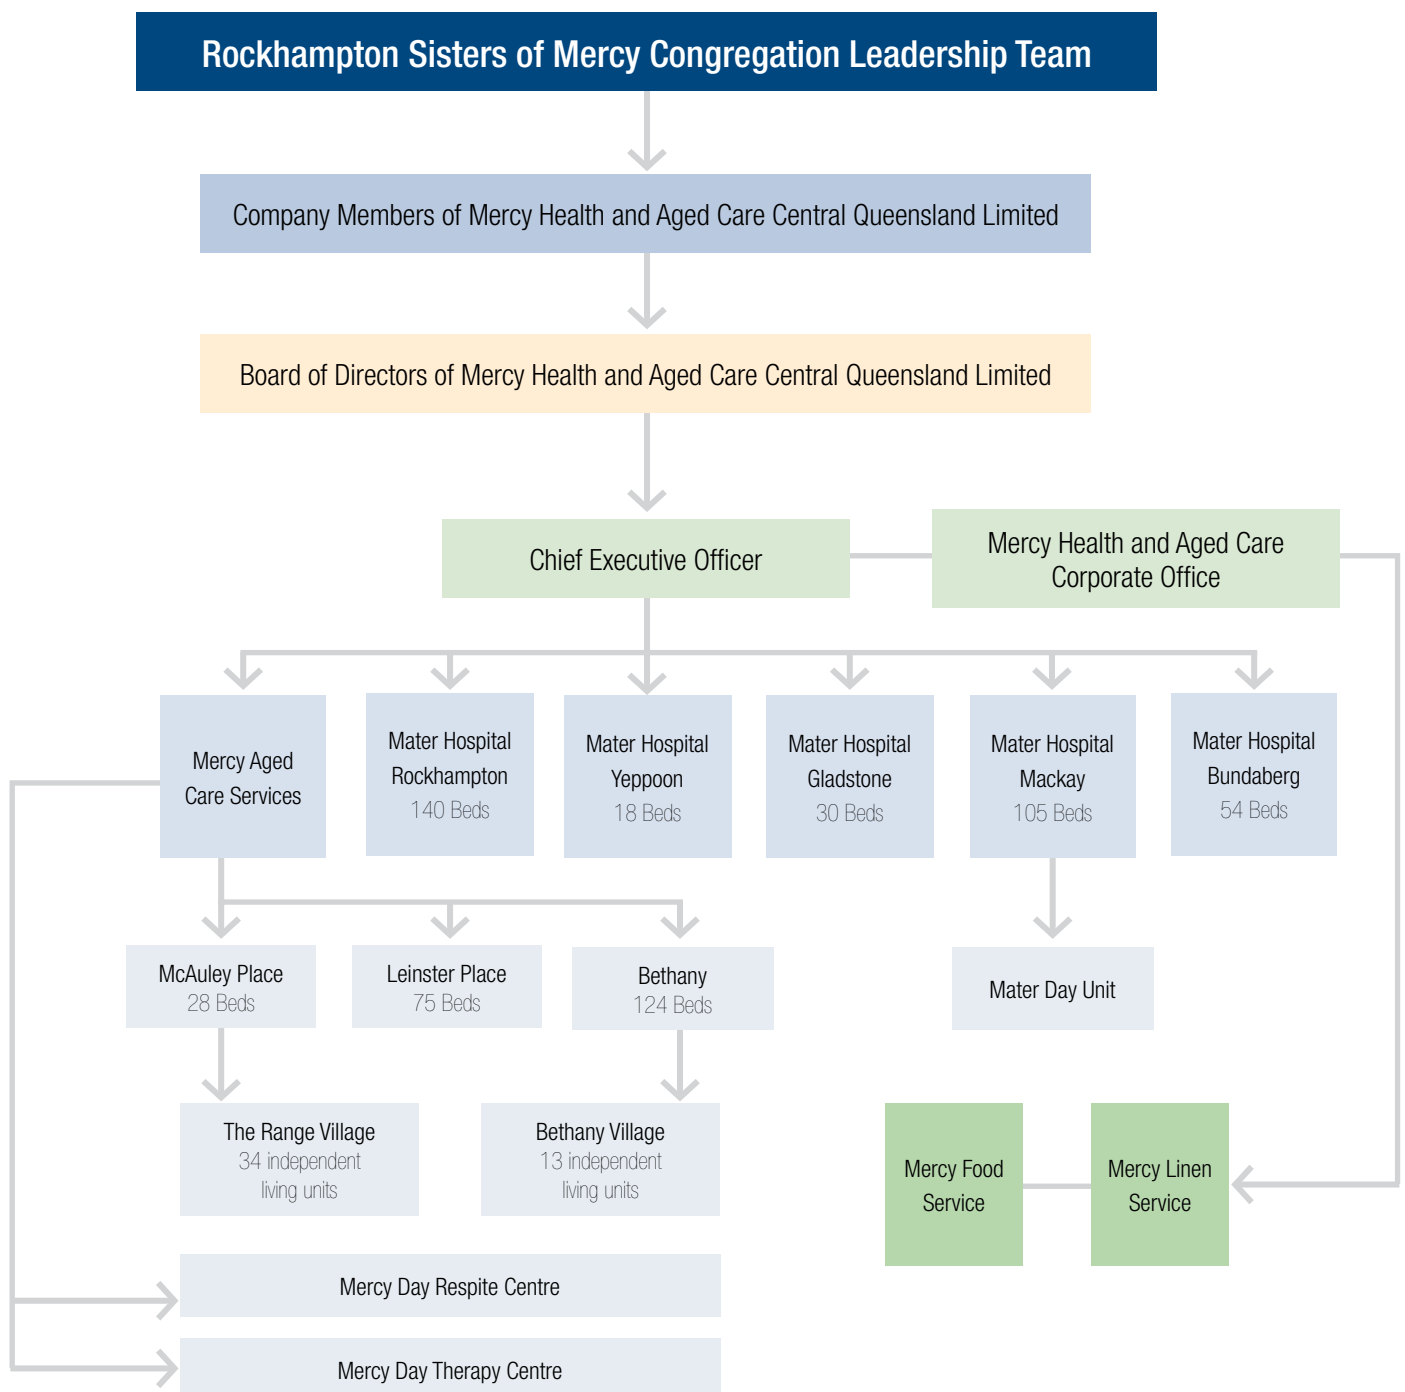 Rockhampton Sisters of Mercy Congregation Leadership Team
Company Members of Mercy Health and Aged Care Central Queensland Limited
Board of Directors of Mercy Health and Aged Care Central Queensland Limited
Chief Executive Officer
Mercy Health and Aged Care
Corporate Office
Mercy Aged
Care Services
Mater Hospital
Rockhampton
140 Beds
Mater Hospital
Yeppoon
18 Beds
Mater Hospital
Gladstone
30 Beds
Mater Hospital
Mackay
105 Beds
Mater Hospital
Bundaberg
54 Beds
McAuley Place
28 Beds
Leinster Place
75 Beds
Bethany
124 Beds
Mater Day Unit
The Range Village
34 independent
living units
Bethany Village
13 independent
living units
Mercy Food
Service
Mercy Linen
Service
Mercy Day Respite Centre
Mercy Day Therapy Centre